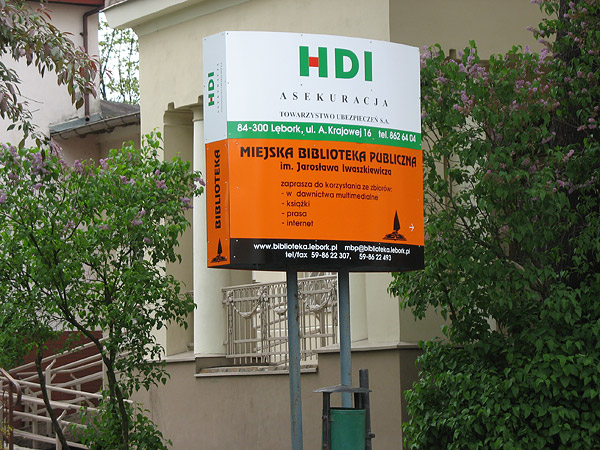 HDI
HDI
ASEKURACJA
TOWARZYSTWO UBEZPIECZEŃ S.A.
84-300 Lębork, ul. A. Krajowej 16 tel. 862 64 04
BIBLIOTEKA
MIEJSKA BIBLIOTEKA PUBLICZNA
im. Jarosława Iwaszkiewicza
zaprasza do korzystania ze zbiorów:
- w dawnictwa multimedialne
- książki
- prasa
- internet
www.biblioteka.lebork.pl mbp@biblioteka.lebork.pl
tel/fax 59-86 22 307, 59-86 22 493